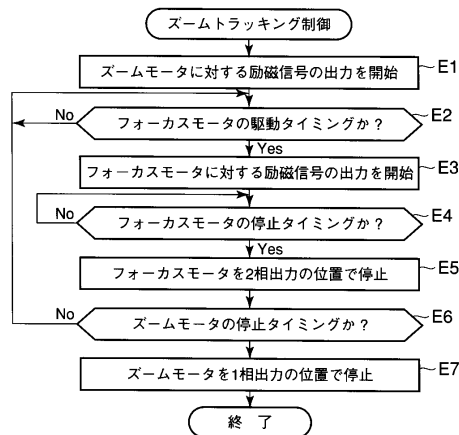 ズームトラッキング制御
ズームモータに対する励磁信号の出力を開始
E1
No
フォーカスモータの駆動タイミングか?
E2
Yes
フォーカスモータに対する励磁信号の出力を開始
E3
No
フォーカスモータの停止タイミングか?
E4
Yes
フォーカスモータを2相出力の位置で停止
E5
No
ズームモータの停止タイミングか?
E6
ズームモータを1相出力の位置で停止
E7
終 了